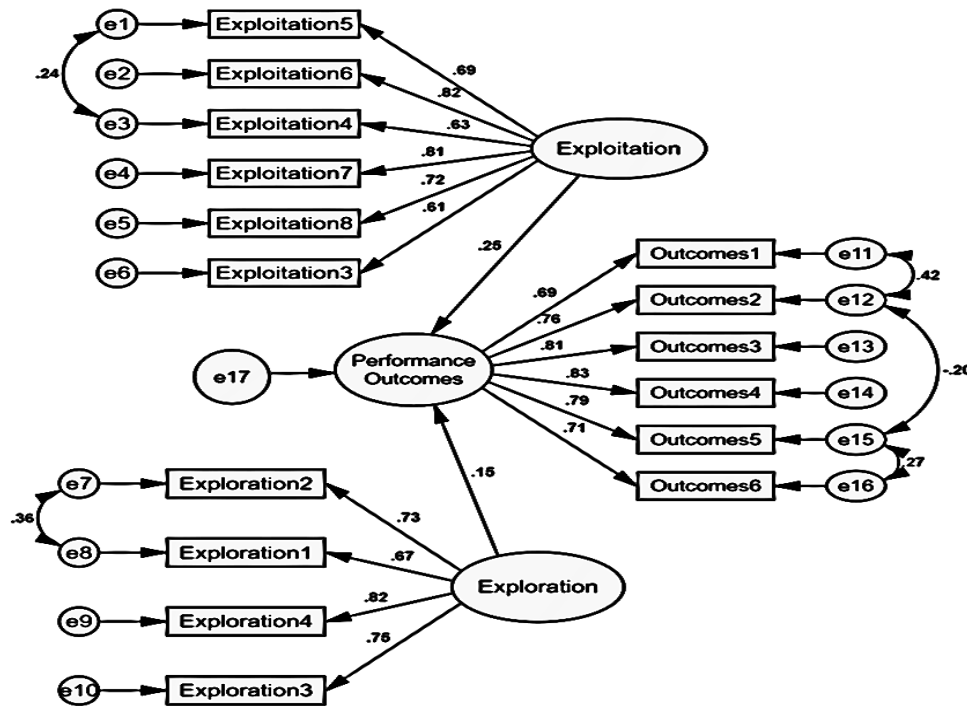 e1
Exploitation5
e2
Exploitation6
.24
e3
Exploitation4
e4
Exploitation7
e5
Exploitation8
e6
Exploitation3
.69
.82
.63
.81
.72
.61
Exploitation
.25
Outcomes1
e11
.42
Outcomes2
e12
Outcomes3
e13
-.20
Outcomes4
e14
Outcomes5
e15
.27
Outcomes6
e16
.69
.76
.81
.83
.79
.71
Performance
Outcomes
e17
.15
e7
Exploration2
.36
e8
Exploration1
e9
Exploration4
e10
Exploration3
.73
.67
.82
.75
Exploration